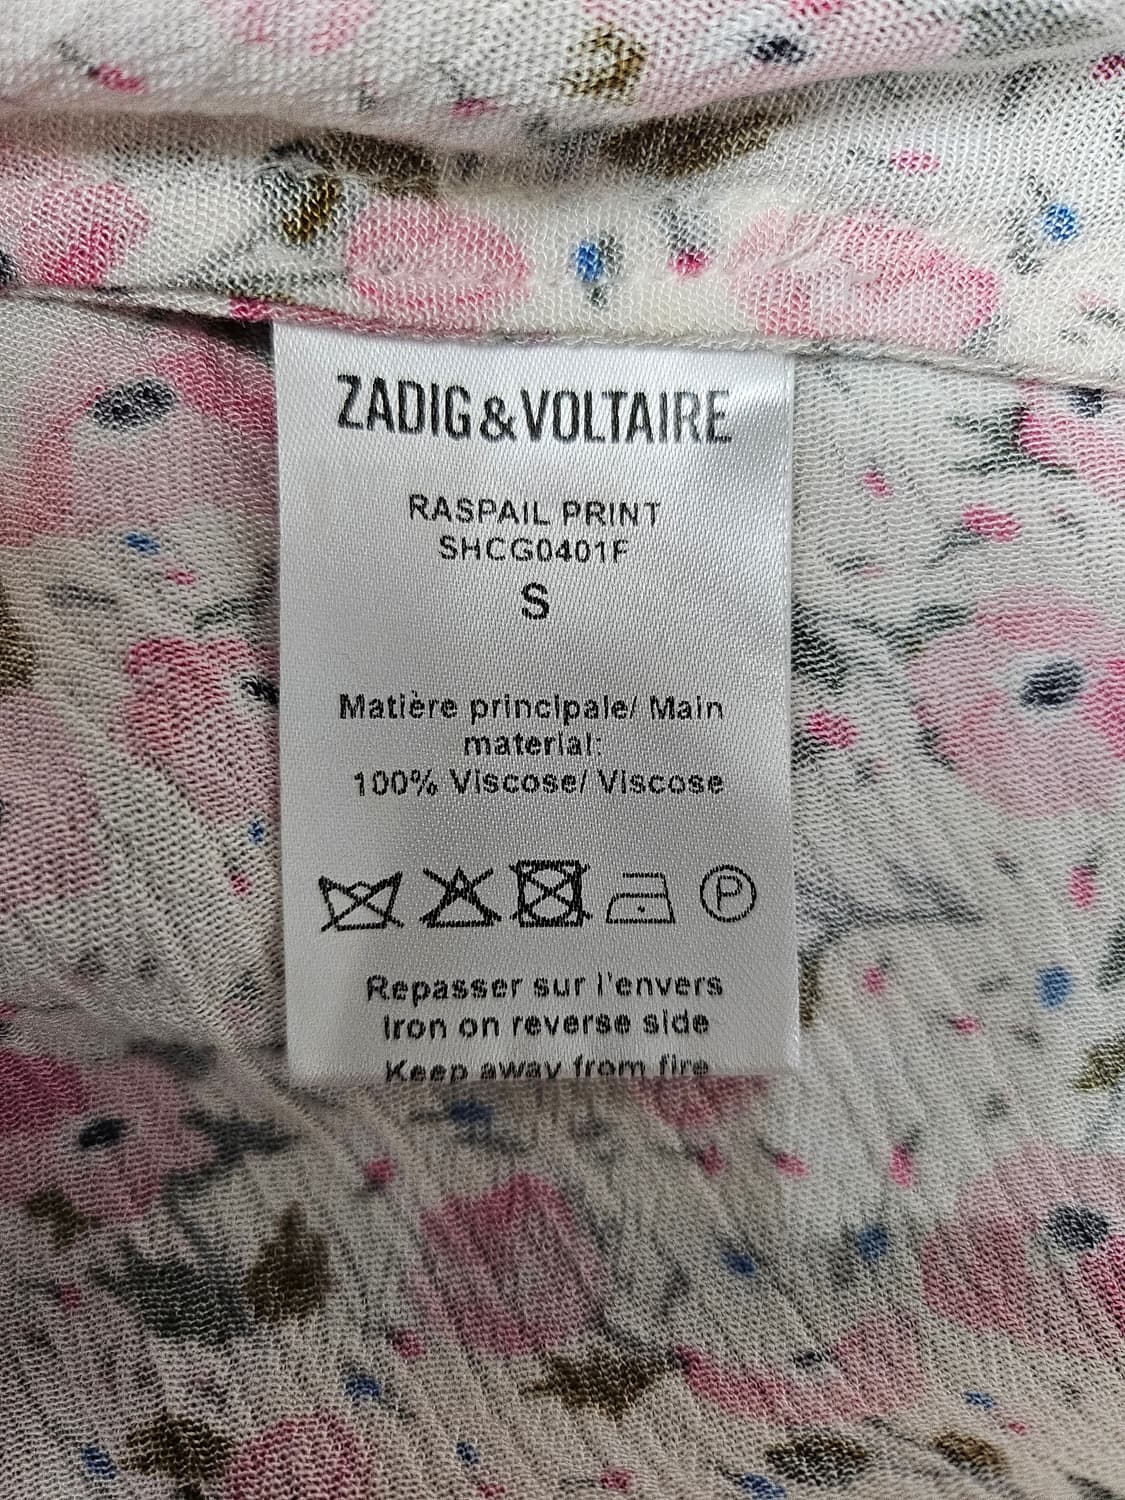 ZADIG&VOLTAIRE
RASPAIL PRINT
SHCG0401F
S
Matière principale/ Main
material:
100% Viscose/ Viscose
P
Repasser sur l'envers
Iron on reverse side
Keep away from fire